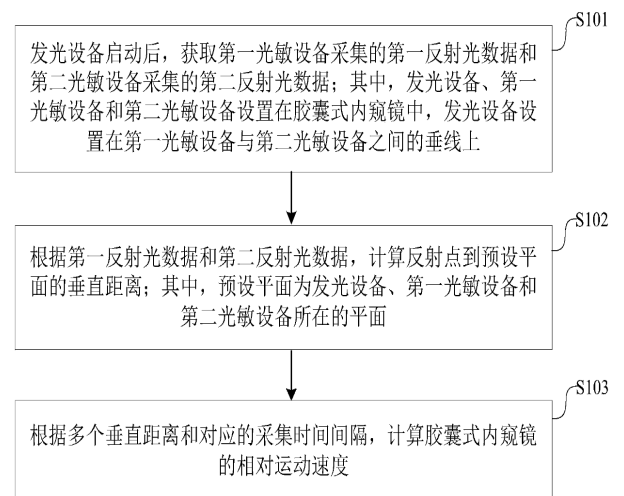 S101
发光设备启动后，获取第一光敏设备采集的第一反射光数据和
第二光敏设备采集的第二反射光数据；其中，发光设备、第一
光敏设备和第二光敏设备设置在胶囊式内窥镜中，发光设备设
置在第一光敏设备与第二光敏设备之间的垂线上
S102
根据第一反射光数据和第二反射光数据，计算反射点到预设平
面的垂直距离；其中，预设平面为发光设备、第一光敏设备和
第二光敏设备所在的平面
S103
根据多个垂直距离和对应的采集时间间隔，计算胶囊式内窥镜
的相对运动速度